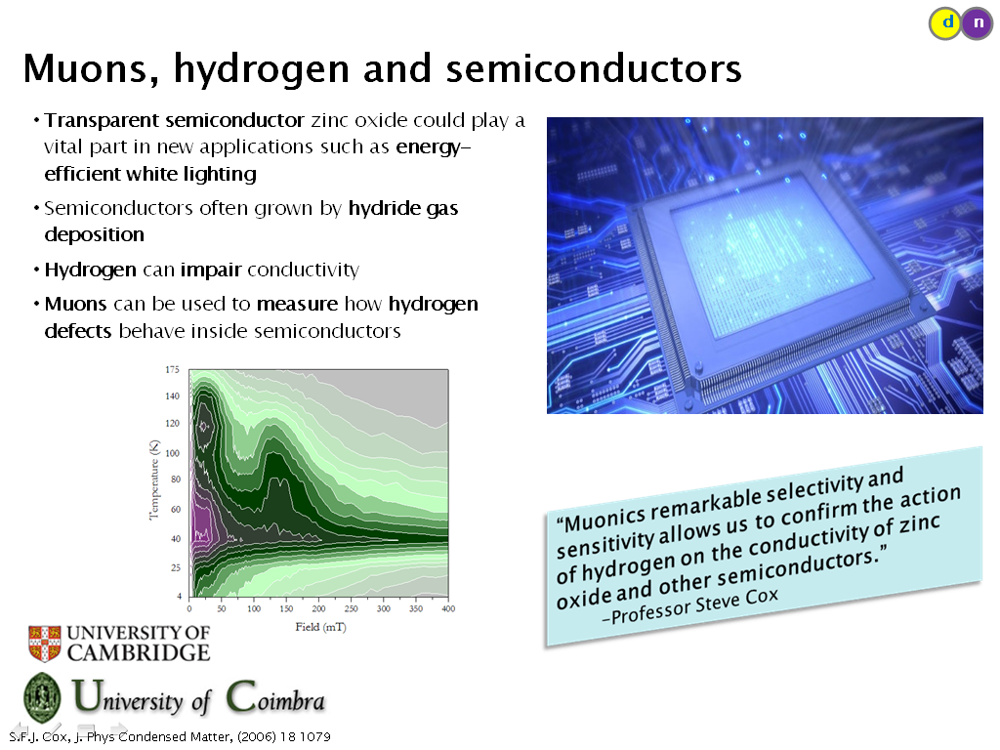 d n
Muons, hydrogen and semiconductors
• Transparent semiconductor zinc oxide could play a
vital part in new applications such as energy–
efficient white lighting
• Semiconductors often grown by hydride gas
deposition
• Hydrogen can impair conductivity
• Muons can be used to measure how hydrogen
defects behave inside semiconductors
175
140
120
100
80
60
40
25
4
Temperature (K)
0 50 100 150 200 250 300 350 400
Field (mT)
“Muonics remarkable selectivity and
sensitivity allows us to confirm the action
of hydrogen on the conductivity of zinc
oxide and other semiconductors.”
–Professor Steve Cox
UNIVERSITY OF
CAMBRIDGE
University of Coimbra
S.F.J. Cox, J. Phys Condensed Matter, (2006) 18 1079